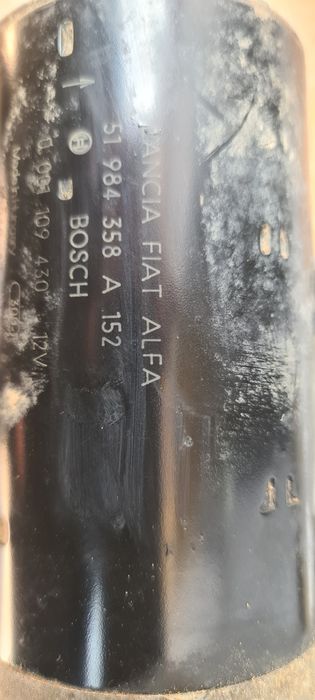 LANCIA FIAT ALFA
51 984 358 A 152
BOSCH
0 001 109 430 12V